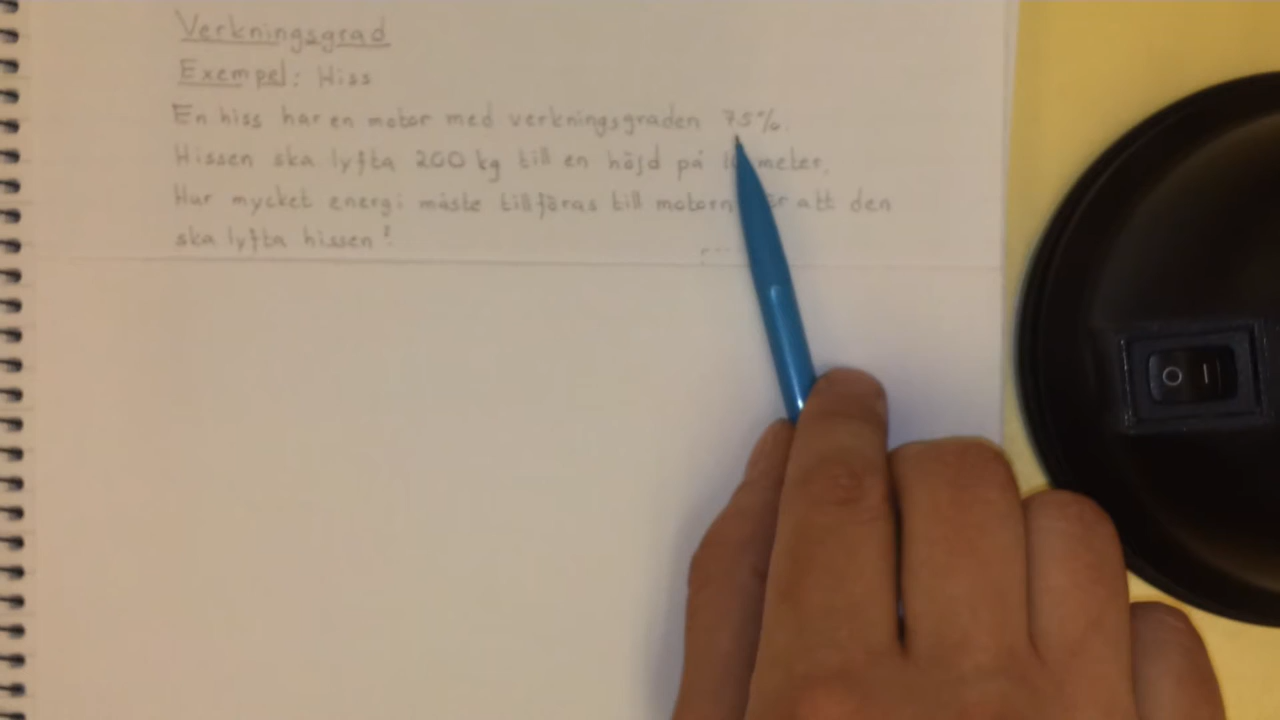 Verkningsgrad
Exempel: Hiss
En hiss har en motor med verkningsgraden 75%.
Hissen ska lyfta 200 kg till en höjd på meter.
Hur mycket energi måste tillföras till motorn att den
ska lyfta hissen?
O I